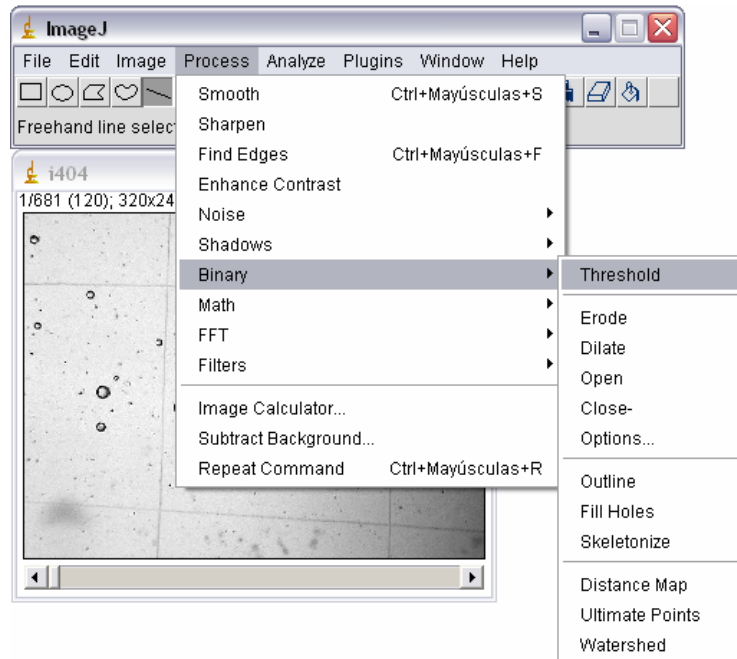 ImageJ
File Edit Image Process Analyze Plugins Window Help
Freehand line selec
Smooth Ctrl+Mayúsculas+S
Sharpen
Find Edges Ctrl+Mayúsculas+F
Enhance Contrast
Noise
Shadows
Binary
Math
FFT
Filters
Image Calculator...
Subtract Background...
Repeat Command Ctrl+Mayúsculas+R
Threshold
Erode
Dilate
Open
Close-
Options...
Outline
Fill Holes
Skeletonize
Distance Map
Ultimate Points
Watershed
i404
1/681 (120); 320x24